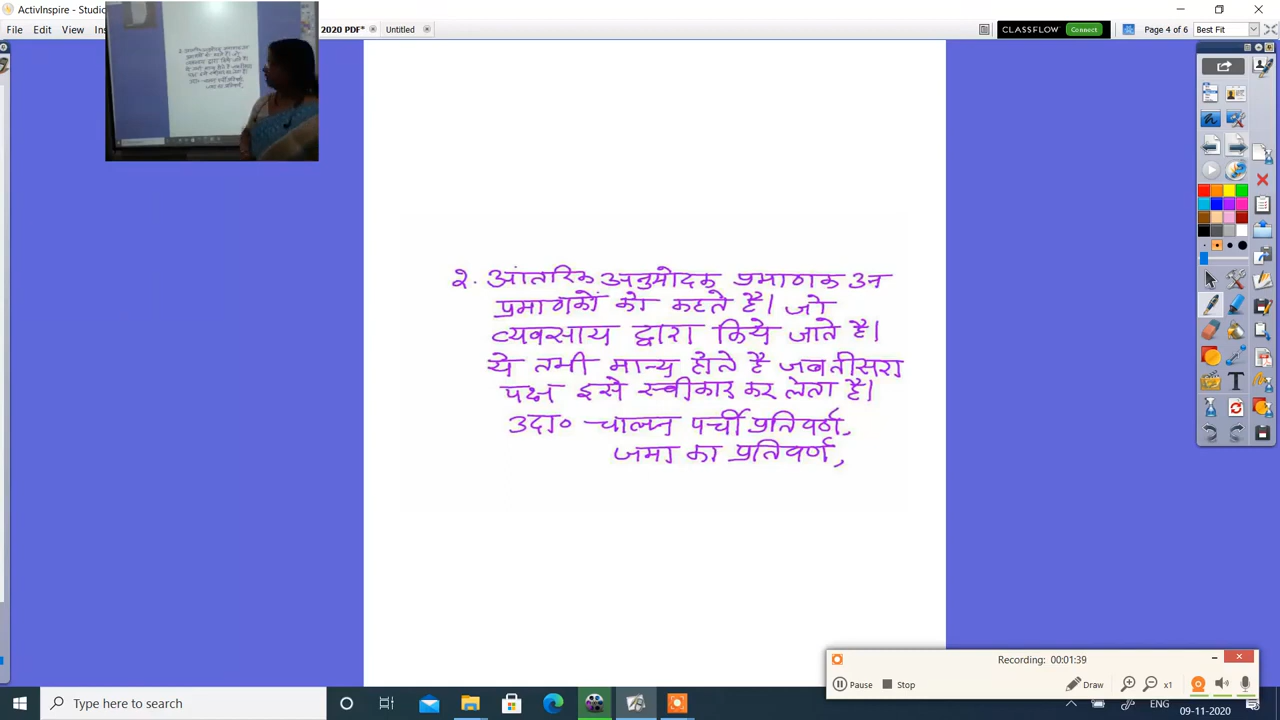 ActivInspire - Studio
2020 PDF*
Untitled
CLASSFLOW
Connect
Page 4 of 6
Best Fit
File
Edit
View
२. आंतरिक अनुमोदक प्रमाणक उन
प्रमाणकों को कहते है। जो
व्यवसाय द्वारा किये जाते है।
ये तभी मान्य होते है जब तीसरा
पक्ष इसे स्वीकार कर लेता है।
उदा० - चालन पर्ची प्रतिपर्ण,
जमा का प्रतिपर्ण,
Recording: 00:01:39
Pause
Stop
Draw
x1
Type here to search
09-11-2020